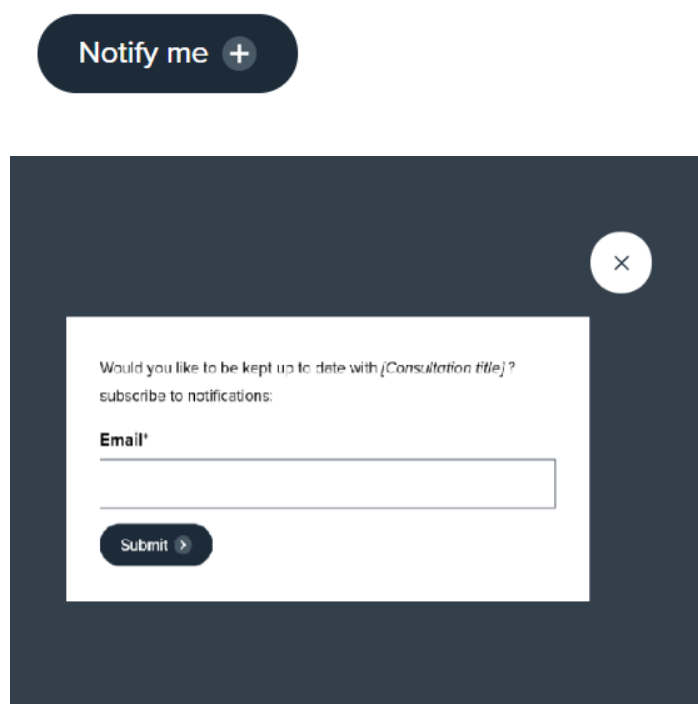 Notify me
Would you like to be kept up to date with [Consultation title] ?
subscribe to notifications:
Email*
Submit